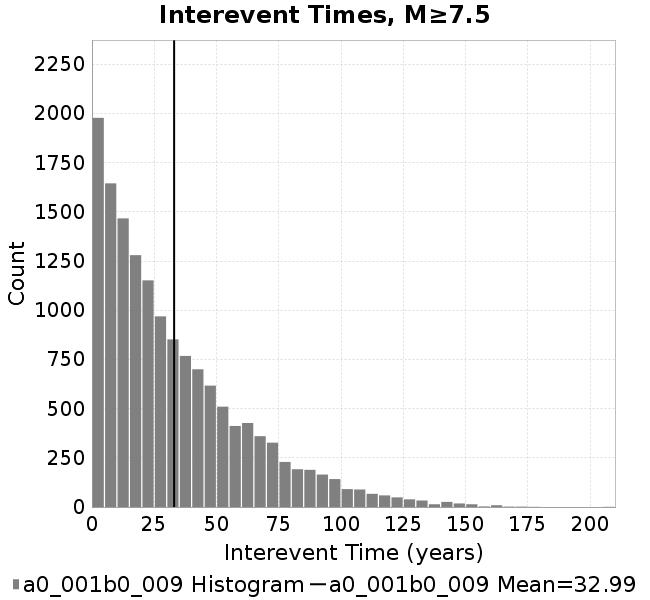 Interevent Times, M≥7.5
2250
2000
1750
1500
1250
1000
750
500
250
0
Count
0 25 50 75 100 125 150 175 200
Interevent Time (years)
a0_001b0_009 Histogram a0_001b0_009 Mean=32.99